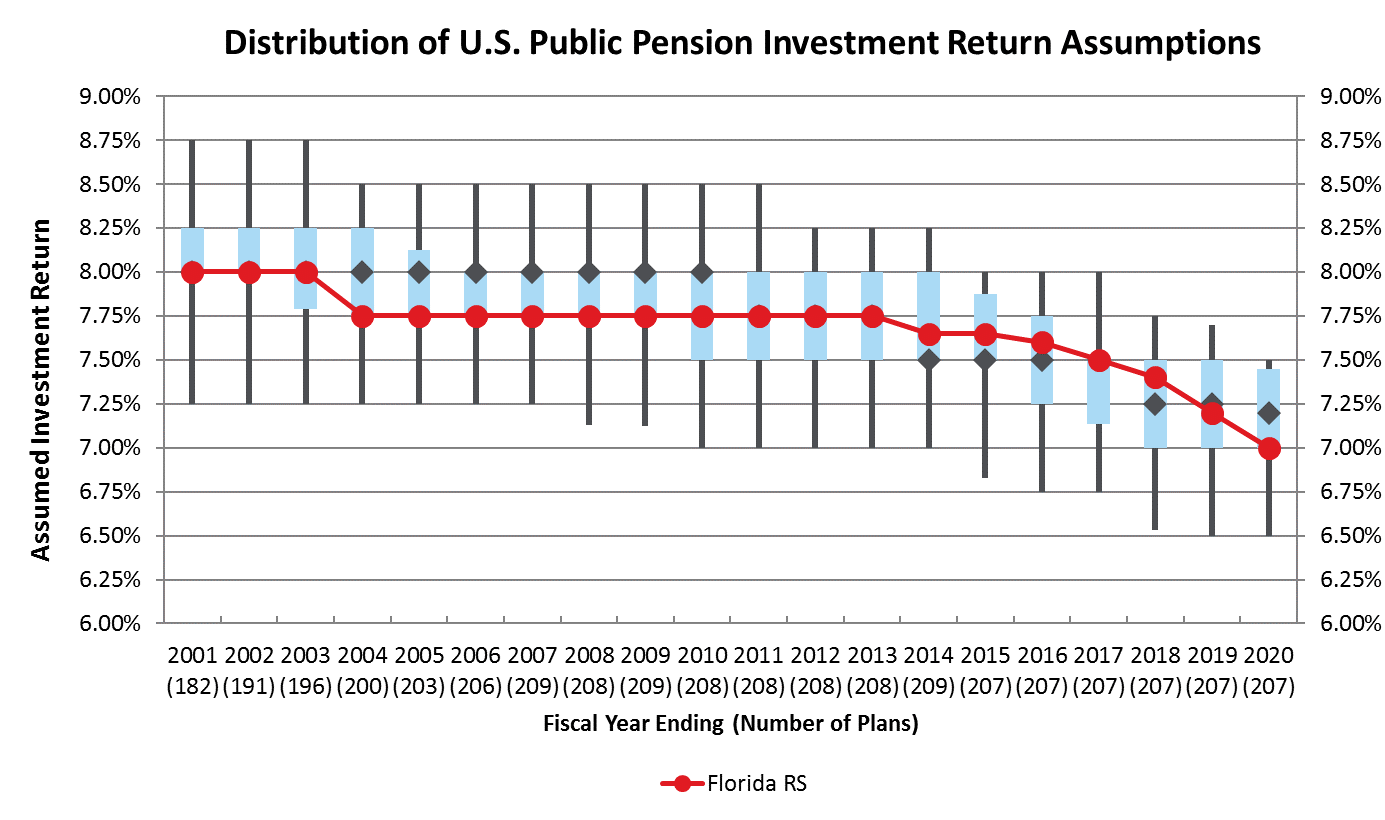 Distribution of U.S. Public Pension Investment Return Assumptions
9.00% 9.00%
8.75% 8.75%
8.50% 8.50%
8.25% 8.25%
8.00% 8.00%
7.75% 7.75%
7.50% 7.50%
7.25% 7.25%
7.00% 7.00%
6.75% 6.75%
6.50% 6.50%
6.25% 6.25%
6.00% 6.00%
Assumed Investment Return
2001 2002 2003 2004 2005 2006 2007 2008 2009 2010 2011 2012 2013 2014 2015 2016 2017 2018 2019 2020
(182) (191) (196) (200) (203) (206) (209) (208) (209) (208) (208) (208) (208) (209) (207) (207) (207) (207) (207) (207)
Fiscal Year Ending (Number of Plans)
Florida RS